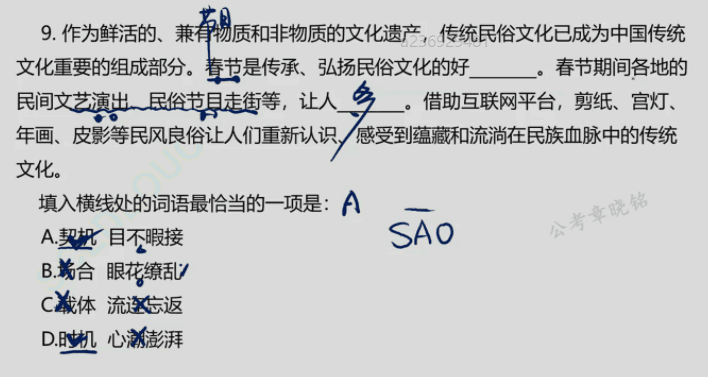 节日
9. 作为鲜活的、兼有物质和非物质的文化遗产，传统民俗文化已成为中国传统
文化重要的组成部分。春节是传承、弘扬民俗文化的好_______。春节期间各地的
民间文艺演出、民俗节目走街等，让人_______。借助互联网平台，剪纸、宫灯、
多
年画、皮影等民风良俗让人们重新认识、感受到蕴藏和流淌在民族血脉中的传统
文化。
填入横线处的词语最恰当的一项是：A
A.契机 目不暇接
SAO
公考章晓铭
B.场合 眼花缭乱
C.载体 流连忘返
D.时机 心潮澎湃